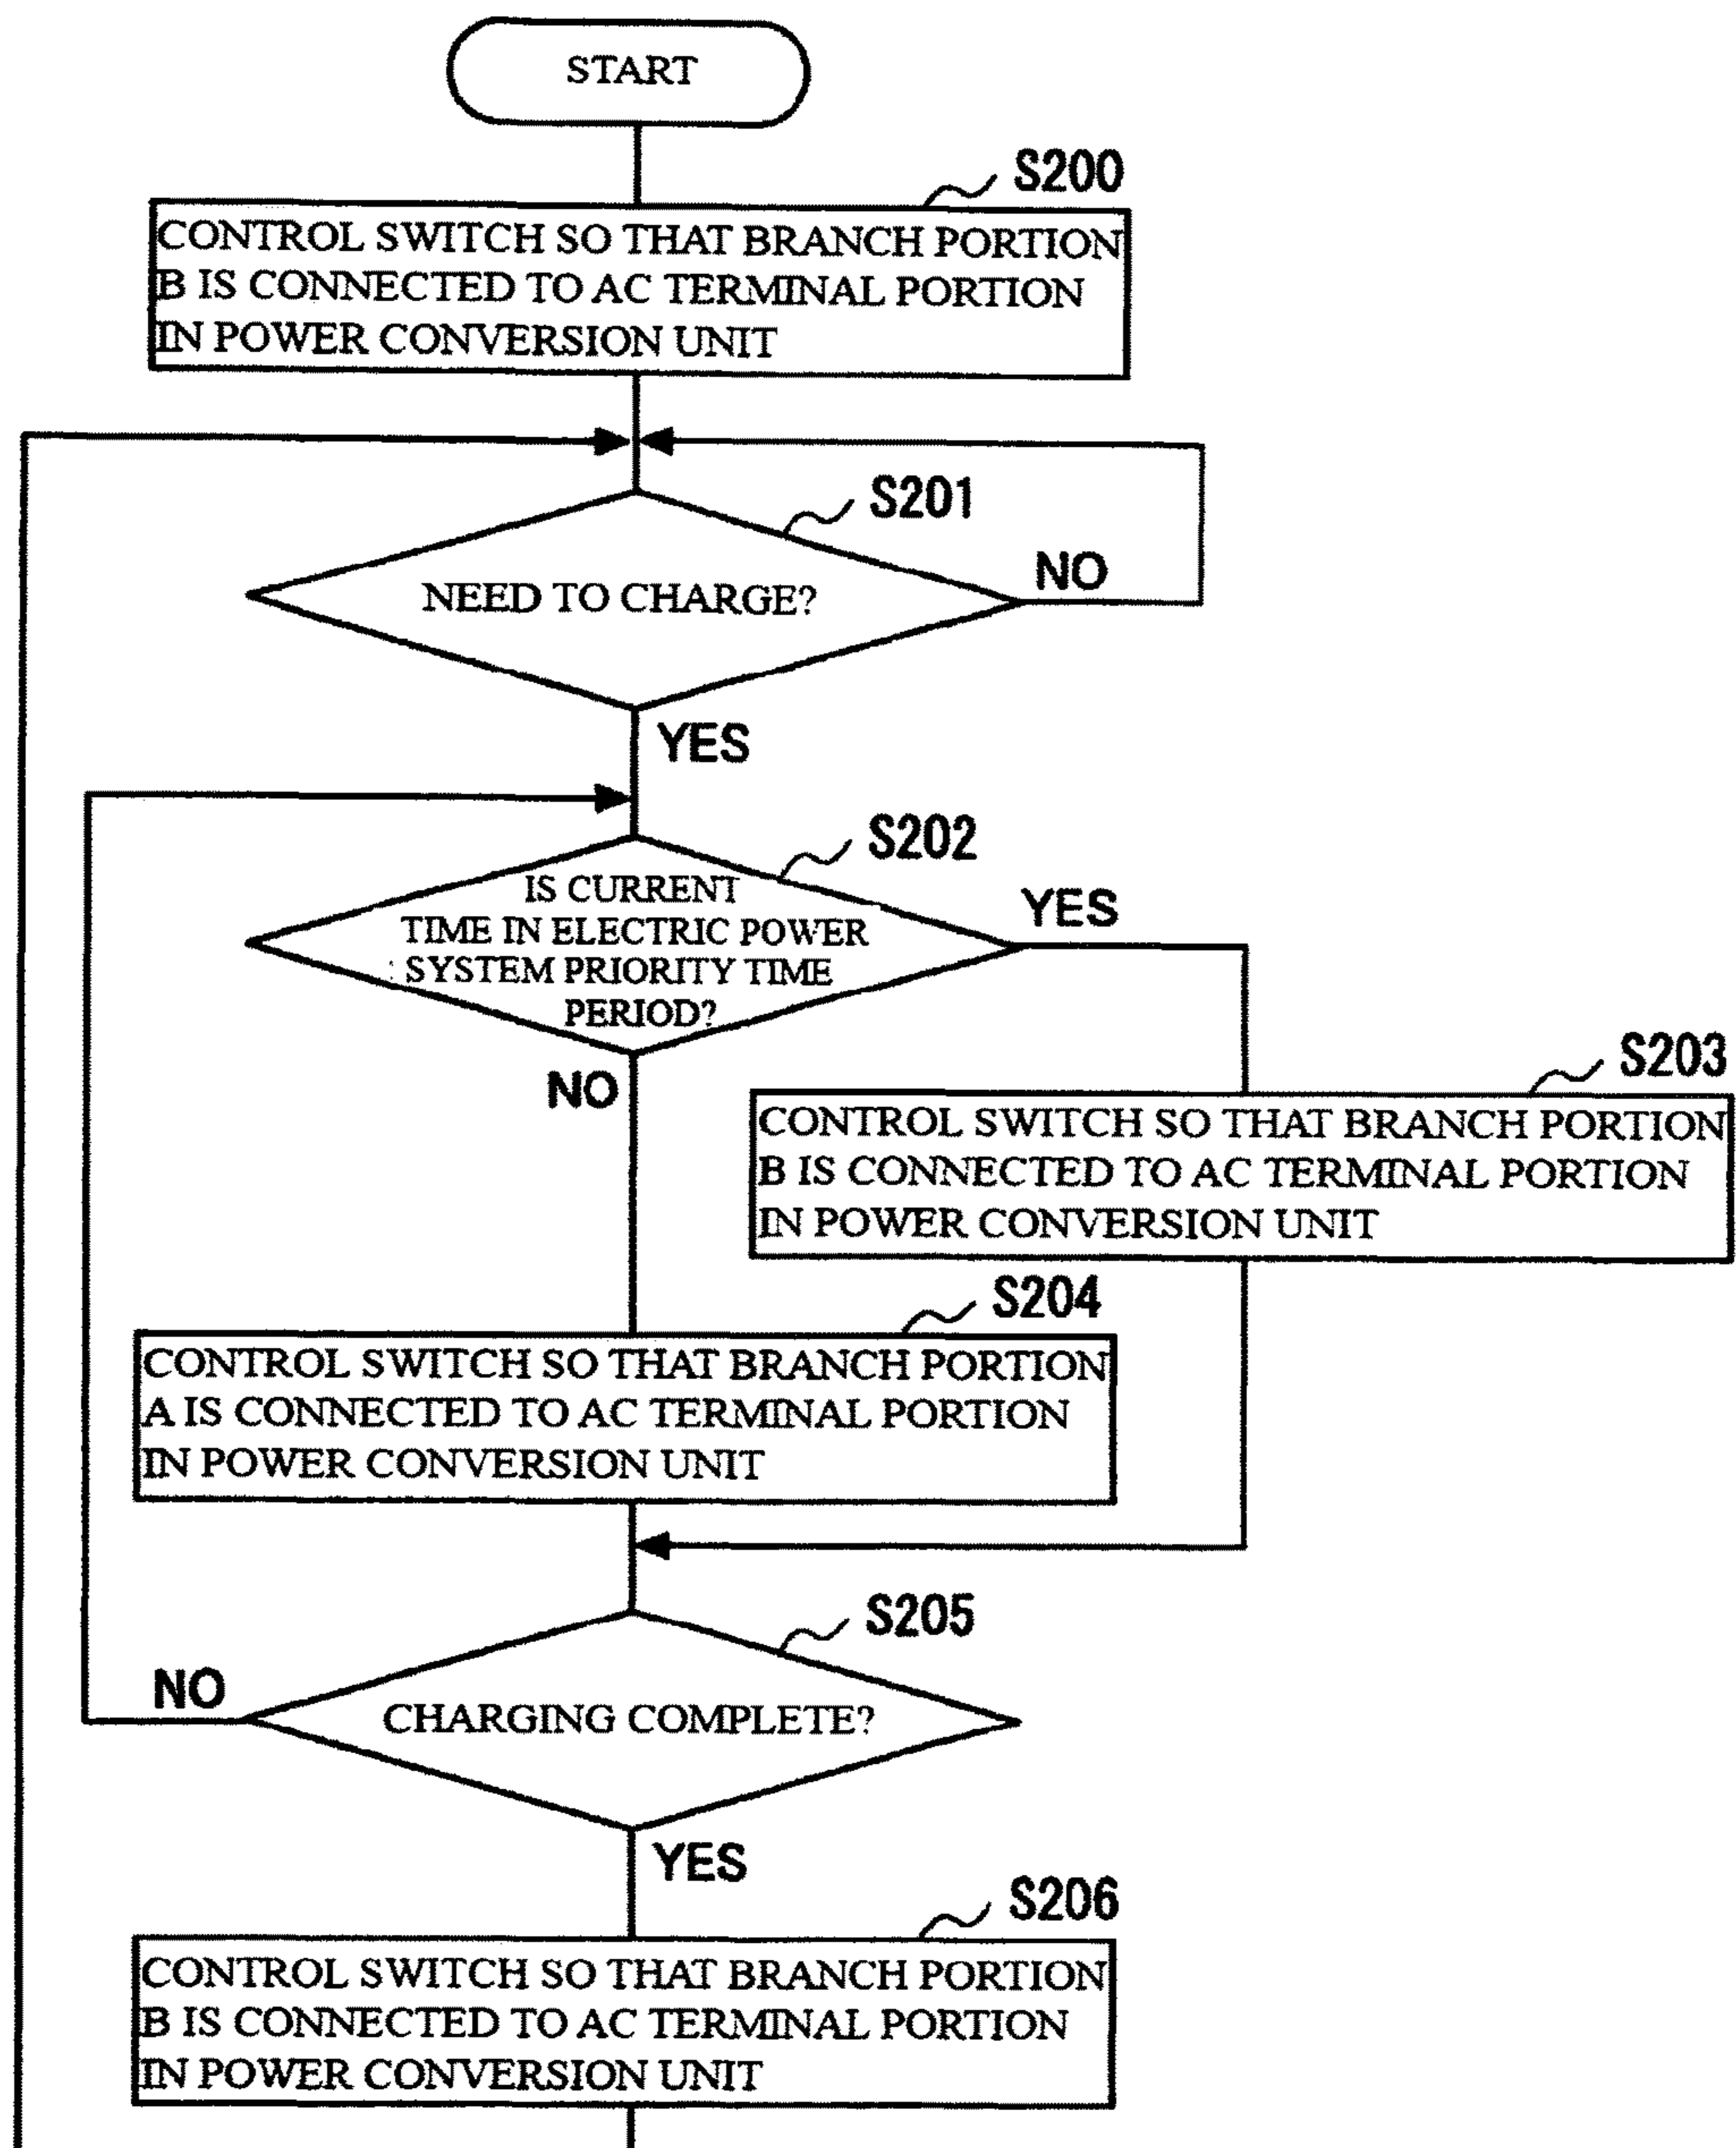 START
S200
CONTROL SWITCH SO THAT BRANCH PORTION
B IS CONNECTED TO AC TERMINAL PORTION
IN POWER CONVERSION UNIT
S201
NEED TO CHARGE?
NO
YES
S202
IS CURRENT
TIME IN ELECTRIC POWER
SYSTEM PRIORITY TIME
PERIOD?
YES
NO
S203
CONTROL SWITCH SO THAT BRANCH PORTION
B IS CONNECTED TO AC TERMINAL PORTION
IN POWER CONVERSION UNIT
S204
CONTROL SWITCH SO THAT BRANCH PORTION
A IS CONNECTED TO AC TERMINAL PORTION
IN POWER CONVERSION UNIT
S205
CHARGING COMPLETE?
NO
YES
S206
CONTROL SWITCH SO THAT BRANCH PORTION
B IS CONNECTED TO AC TERMINAL PORTION
IN POWER CONVERSION UNIT